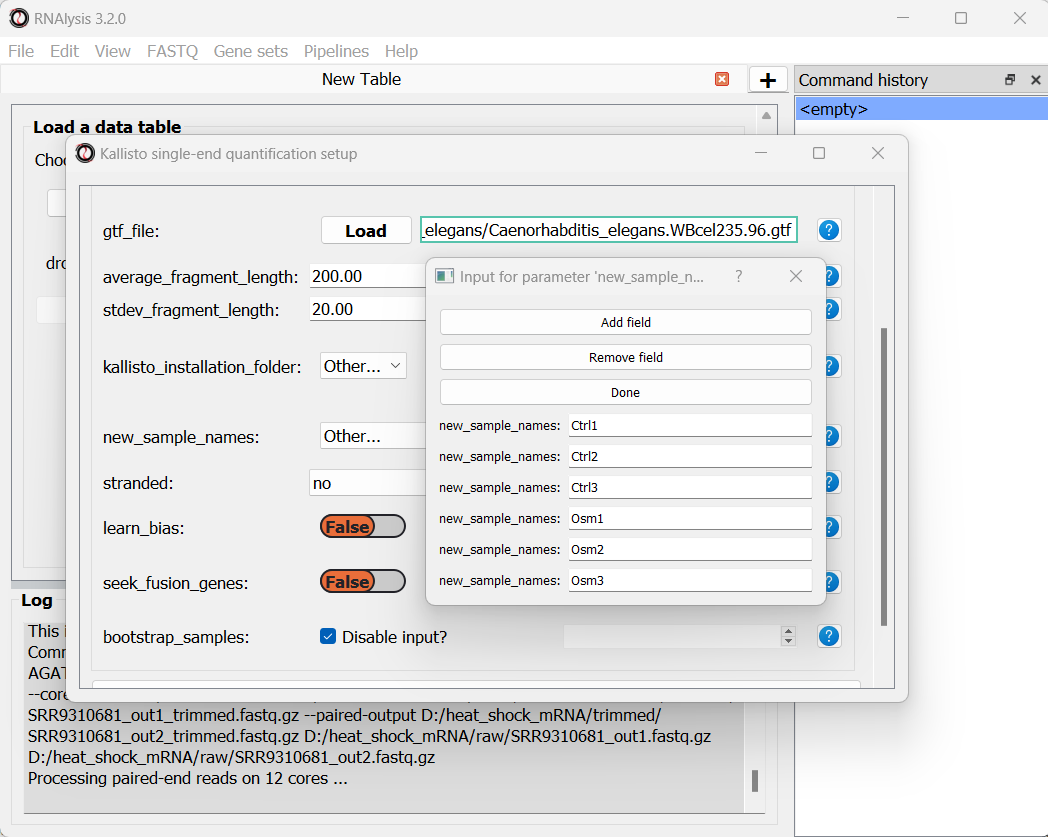 RNAlysis 3.2.0
File Edit View FASTQ Gene sets Pipelines Help
New Table
Command history
<empty>
Load a data table
Kallisto single-end quantification setup
gtf_file: Load _elegans/Caenorhabditis_elegans.WBcel235.96.gtf ?
average_fragment_length: 200.00 ?
stdev_fragment_length: 20.00 ?
kallisto_installation_folder: Other... ?
new_sample_names: Other... ?
stranded: no ?
learn_bias: False ?
seek_fusion_genes: False ?
bootstrap_samples: Disable input? ?
Input for parameter 'new_sample_n... ?
Add field
Remove field
Done
new_sample_names: Ctrl1
new_sample_names: Ctrl2
new_sample_names: Ctrl3
new_sample_names: Osm1
new_sample_names: Osm2
new_sample_names: Osm3
Log
This
SRR9310681_out1_trimmed.fastq.gz --paired-output D:/heat_shock_mRNA/trimmed/
SRR9310681_out2_trimmed.fastq.gz D:/heat_shock_mRNA/raw/SRR9310681_out1.fastq.gz
D:/heat_shock_mRNA/raw/SRR9310681_out2.fastq.gz
Processing paired-end reads on 12 cores ...